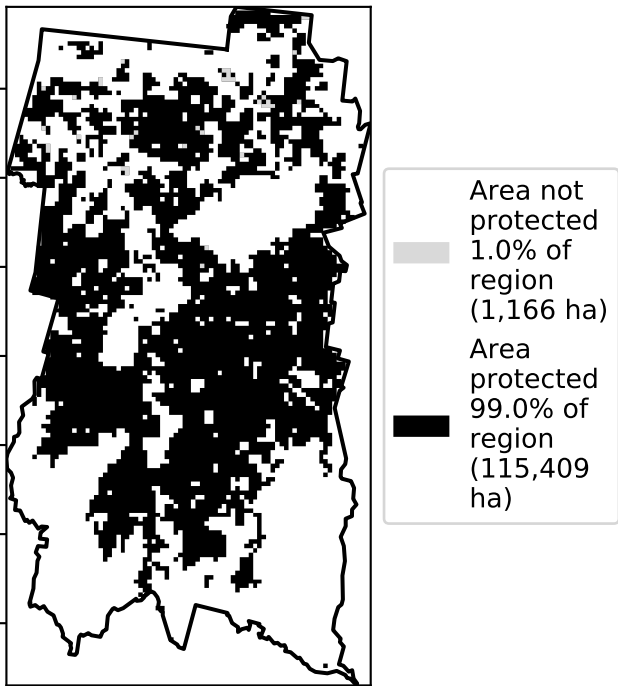 Area not
protected
1.0% of
region
(1,166 ha)
Area
protected
99.0% of
region
(115,409
ha)